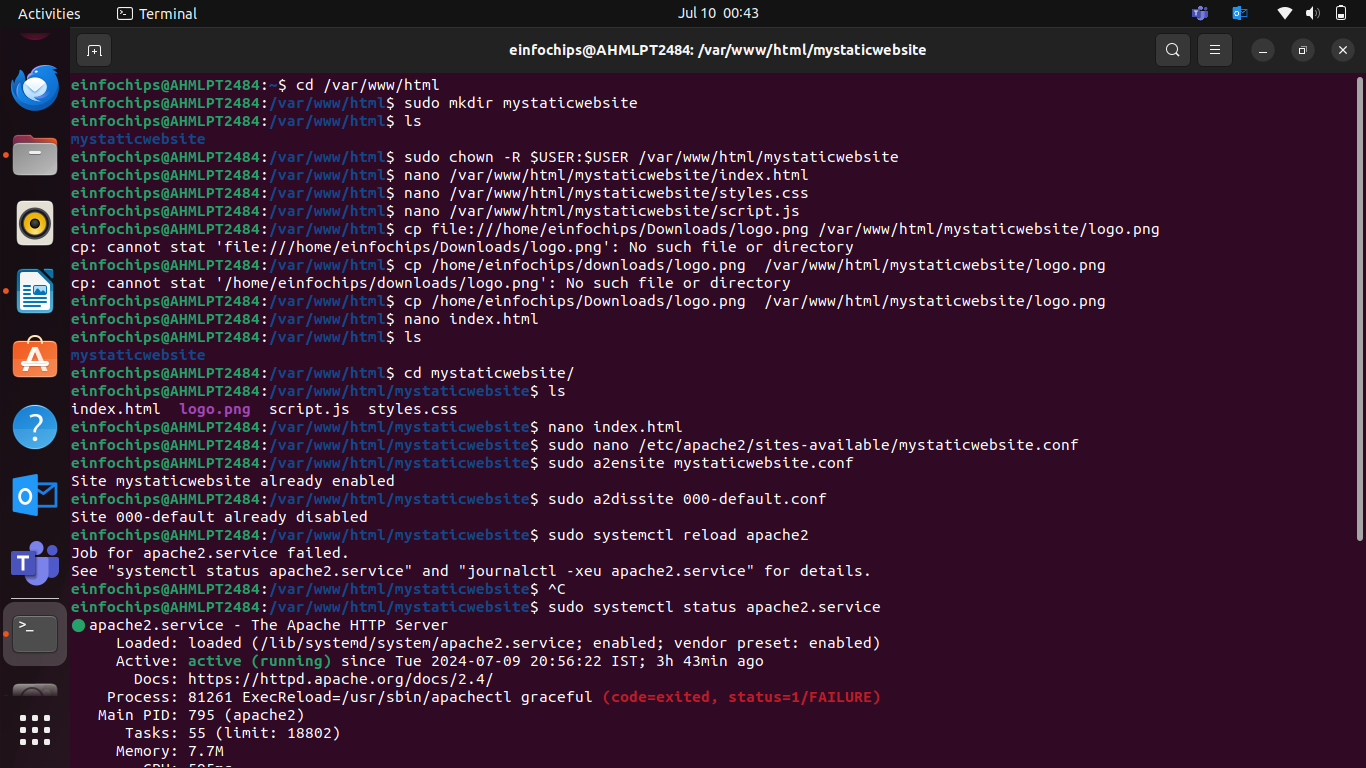 Activities Terminal Jul 10 00:43
einfochips@AHMLPT2484: /var/www/html/mystaticwebsite
einfochips@AHMLPT2484:~$ cd /var/www/html
einfochips@AHMLPT2484:/var/www/html$ sudo mkdir mystaticwebsite
einfochips@AHMLPT2484:/var/www/html$ ls
mystaticwebsite
einfochips@AHMLPT2484:/var/www/html$ sudo chown -R $USER:$USER /var/www/html/mystaticwebsite
einfochips@AHMLPT2484:/var/www/html$ nano /var/www/html/mystaticwebsite/index.html
einfochips@AHMLPT2484:/var/www/html$ nano /var/www/html/mystaticwebsite/styles.css
einfochips@AHMLPT2484:/var/www/html$ nano /var/www/html/mystaticwebsite/script.js
einfochips@AHMLPT2484:/var/www/html$ cp file:///home/einfochips/Downloads/logo.png /var/www/html/mystaticwebsite/logo.png
cp: cannot stat 'file:///home/einfochips/Downloads/logo.png': No such file or directory
einfochips@AHMLPT2484:/var/www/html$ cp /home/einfochips/downloads/logo.png  /var/www/html/mystaticwebsite/logo.png
cp: cannot stat '/home/einfochips/downloads/logo.png': No such file or directory
einfochips@AHMLPT2484:/var/www/html$ cp /home/einfochips/Downloads/logo.png  /var/www/html/mystaticwebsite/logo.png
einfochips@AHMLPT2484:/var/www/html$ nano index.html
einfochips@AHMLPT2484:/var/www/html$ ls
mystaticwebsite
einfochips@AHMLPT2484:/var/www/html$ cd mystaticwebsite/
einfochips@AHMLPT2484:/var/www/html/mystaticwebsite$ ls
index.html  logo.png  script.js  styles.css
einfochips@AHMLPT2484:/var/www/html/mystaticwebsite$ nano index.html
einfochips@AHMLPT2484:/var/www/html/mystaticwebsite$ sudo nano /etc/apache2/sites-available/mystaticwebsite.conf
einfochips@AHMLPT2484:/var/www/html/mystaticwebsite$ sudo a2ensite mystaticwebsite.conf
Site mystaticwebsite already enabled
einfochips@AHMLPT2484:/var/www/html/mystaticwebsite$ sudo a2dissite 000-default.conf
Site 000-default already disabled
einfochips@AHMLPT2484:/var/www/html/mystaticwebsite$ sudo systemctl reload apache2
Job for apache2.service failed.
See "systemctl status apache2.service" and "journalctl -xeu apache2.service" for details.
einfochips@AHMLPT2484:/var/www/html/mystaticwebsite$ ^C
einfochips@AHMLPT2484:/var/www/html/mystaticwebsite$ sudo systemctl status apache2.service
● apache2.service - The Apache HTTP Server
Loaded: loaded (/lib/systemd/system/apache2.service; enabled; vendor preset: enabled)
Active: active (running) since Tue 2024-07-09 20:56:22 IST; 3h 43min ago
Docs: https://httpd.apache.org/docs/2.4/
Process: 81261 ExecReload=/usr/sbin/apachectl graceful (code=exited, status=1/FAILURE)
Main PID: 795 (apache2)
Tasks: 55 (limit: 18802)
Memory: 7.7M